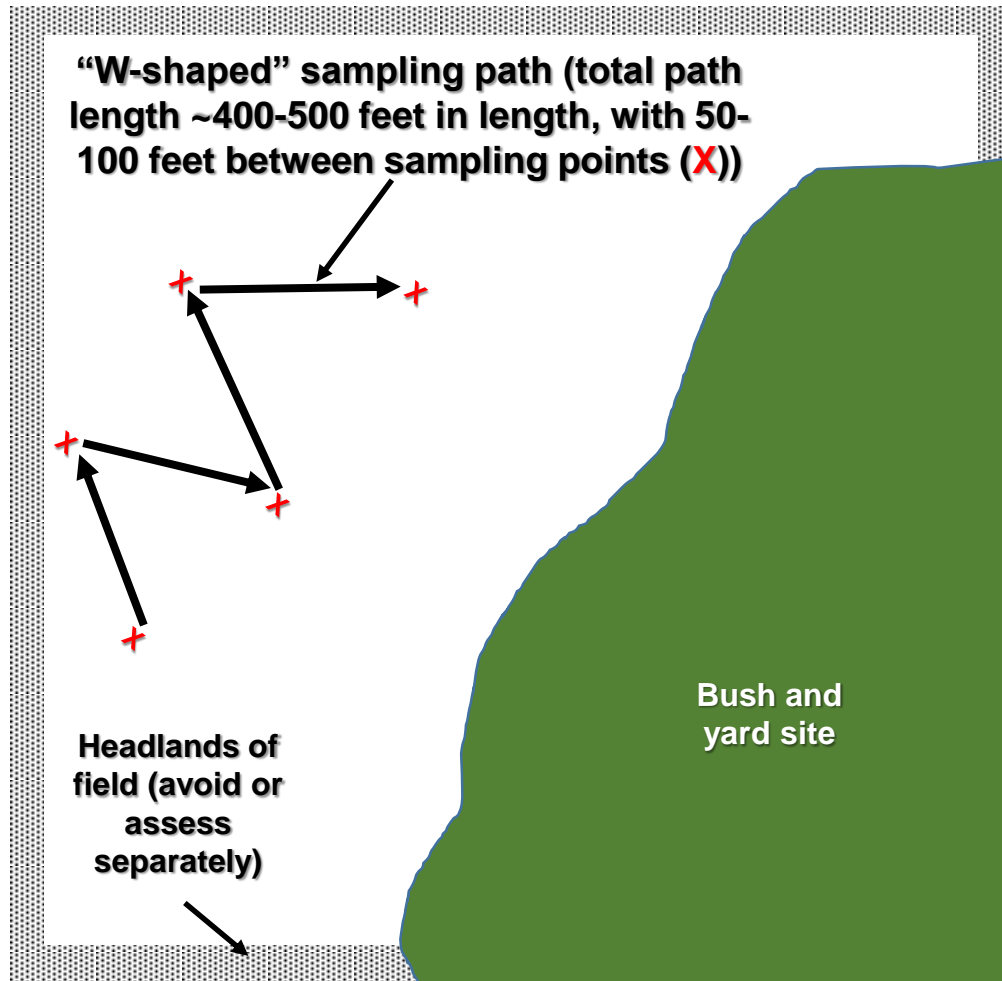 “W-shaped” sampling path (total path
length ~400-500 feet in length, with 50-
100 feet between sampling points (X))
Headlands of
field (avoid or
assess
separately)
Bush and
yard site